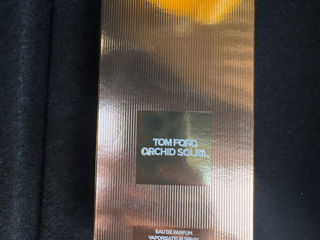 TOM FORD
ORCHID SOLEIL
EAU DE PARFUM
VAPORISATEUR SPRAY